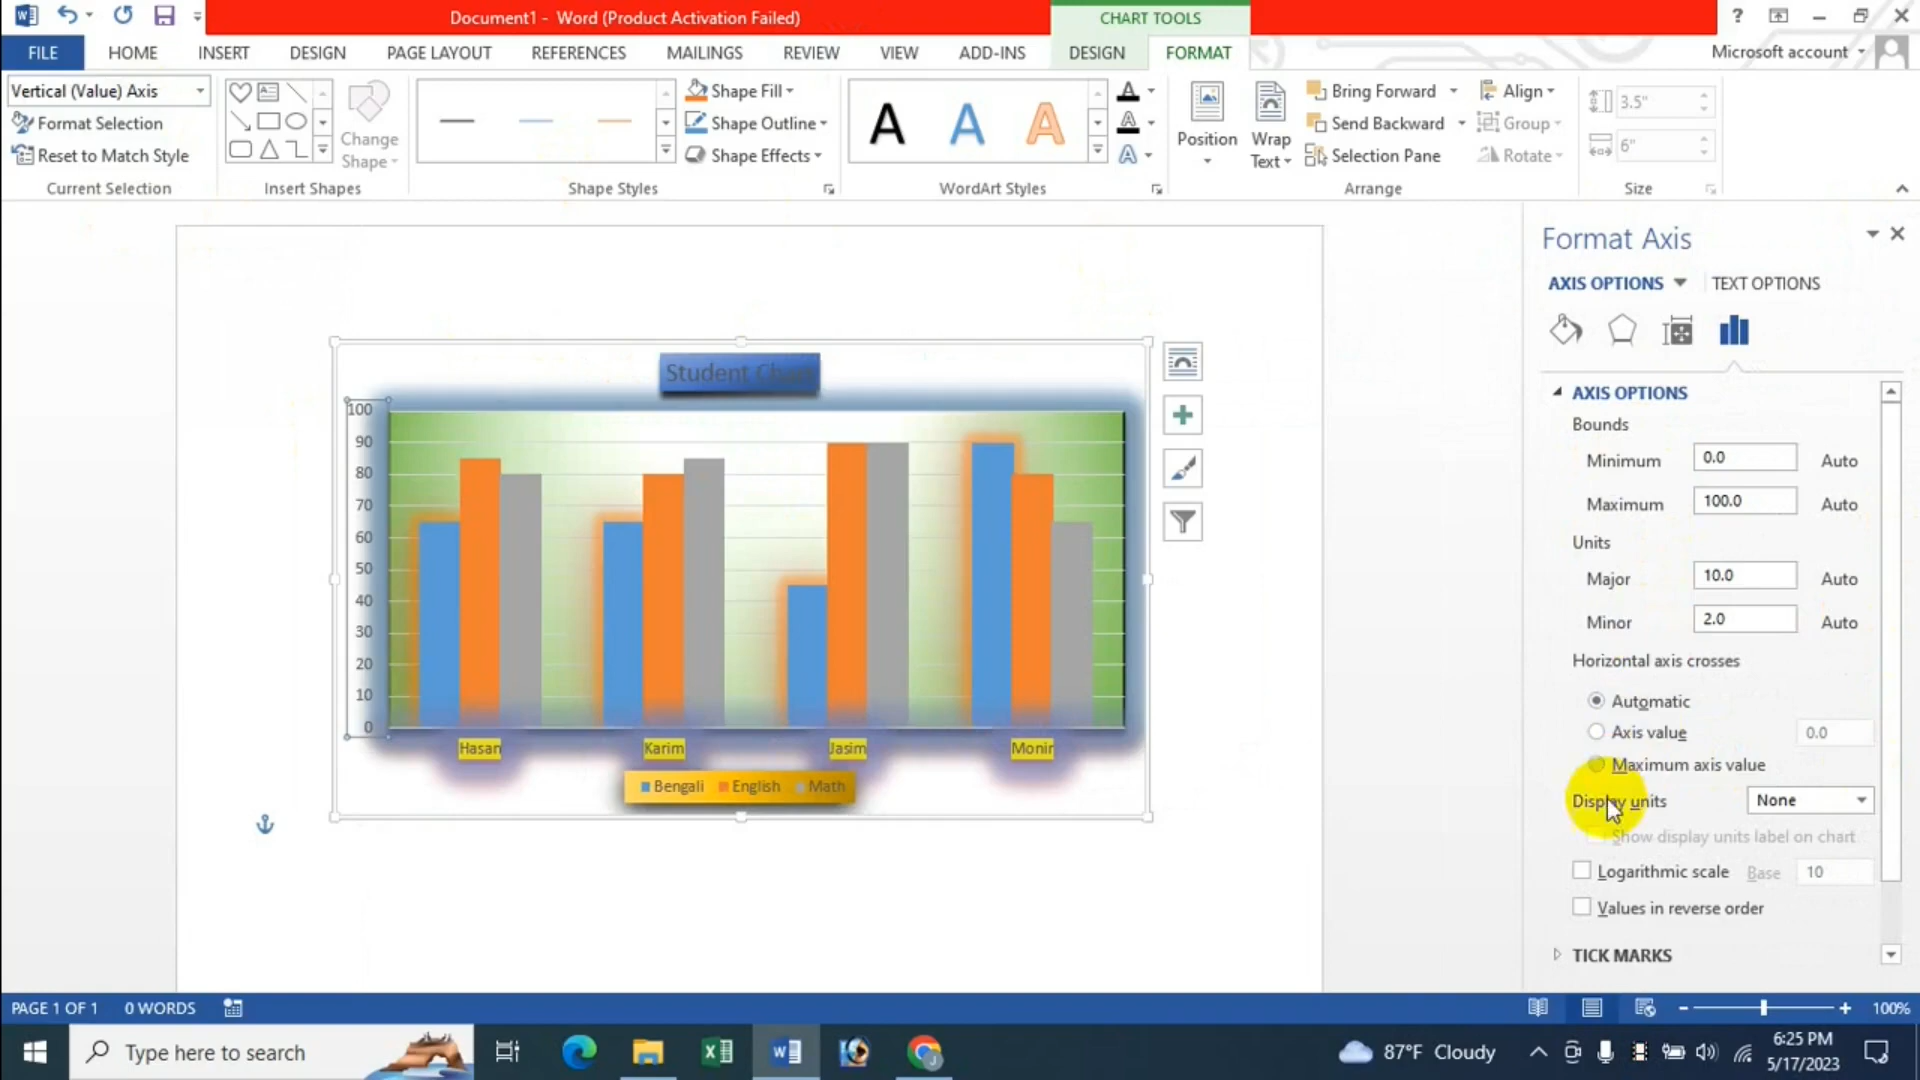 Document1 - Word (Product Activation Failed)
CHART TOOLS
?
FILE HOME INSERT DESIGN PAGE LAYOUT REFERENCES MAILINGS REVIEW VIEW ADD-INS DESIGN FORMAT Microsoft account
Vertical (Value) Axis
Format Selection
Reset to Match Style
Current Selection
Change
Shape
Insert Shapes
Shape Fill
Shape Outline
Shape Effects
Shape Styles
A A A
A
A
A
WordArt Styles
Position
Wrap
Text
Bring Forward
Send Backward
Selection Pane
Align
Group
Rotate
Arrange
3.5"
6"
Size
Student Chart
100
90
80
70
60
50
40
30
20
10
0
Hasan Karim Jasim Monir
Bengali English Math
Format Axis
AXIS OPTIONS TEXT OPTIONS
AXIS OPTIONS
Bounds
Minimum 0.0 Auto
Maximum 100.0 Auto
Units
Major 10.0 Auto
Minor 2.0 Auto
Horizontal axis crosses
Automatic
Axis value 0.0
Maximum axis value
Display units None
Show display units label on chart
Logarithmic scale Base 10
Values in reverse order
TICK MARKS
PAGE 1 OF 1 0 WORDS 100%
Type here to search
87°F Cloudy
6:25 PM
5/17/2023